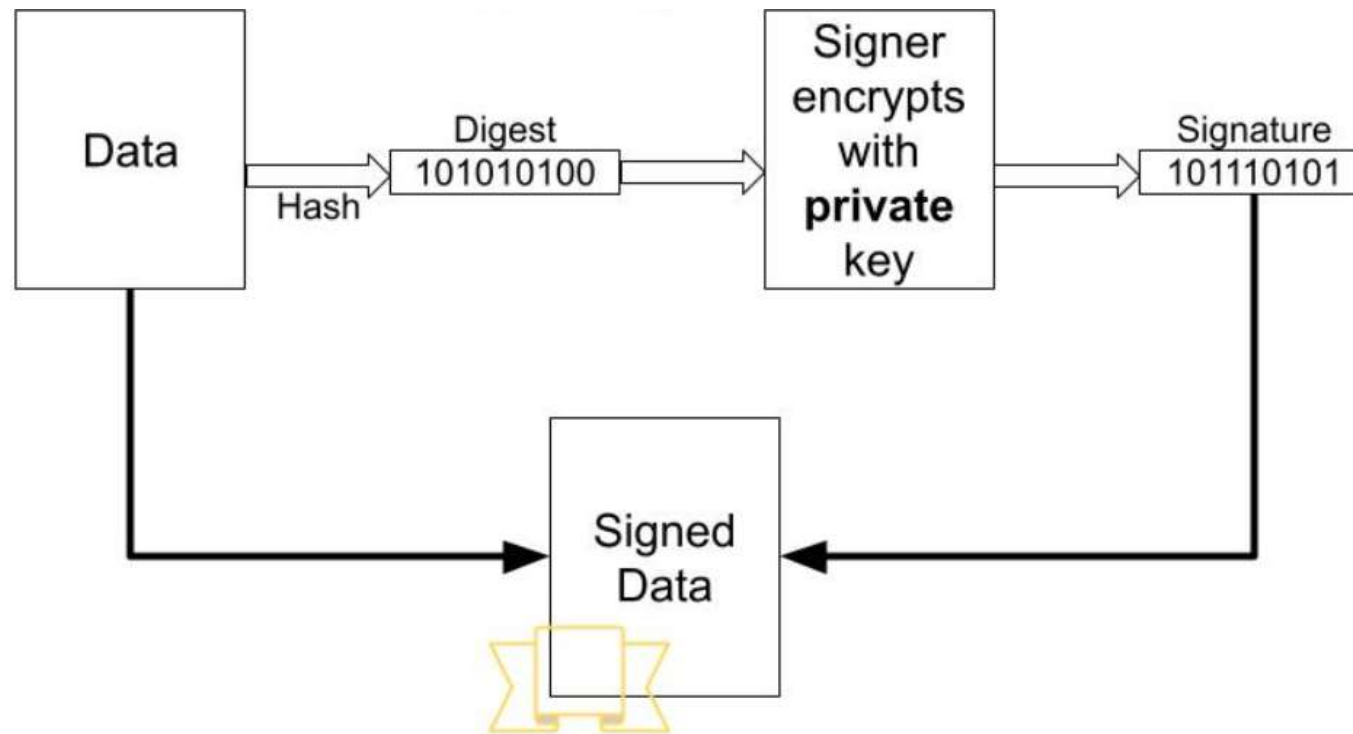 Data
Hash
Digest
101010100
Signer
encrypts
with
private
key
Signature
101110101
Signed
Data